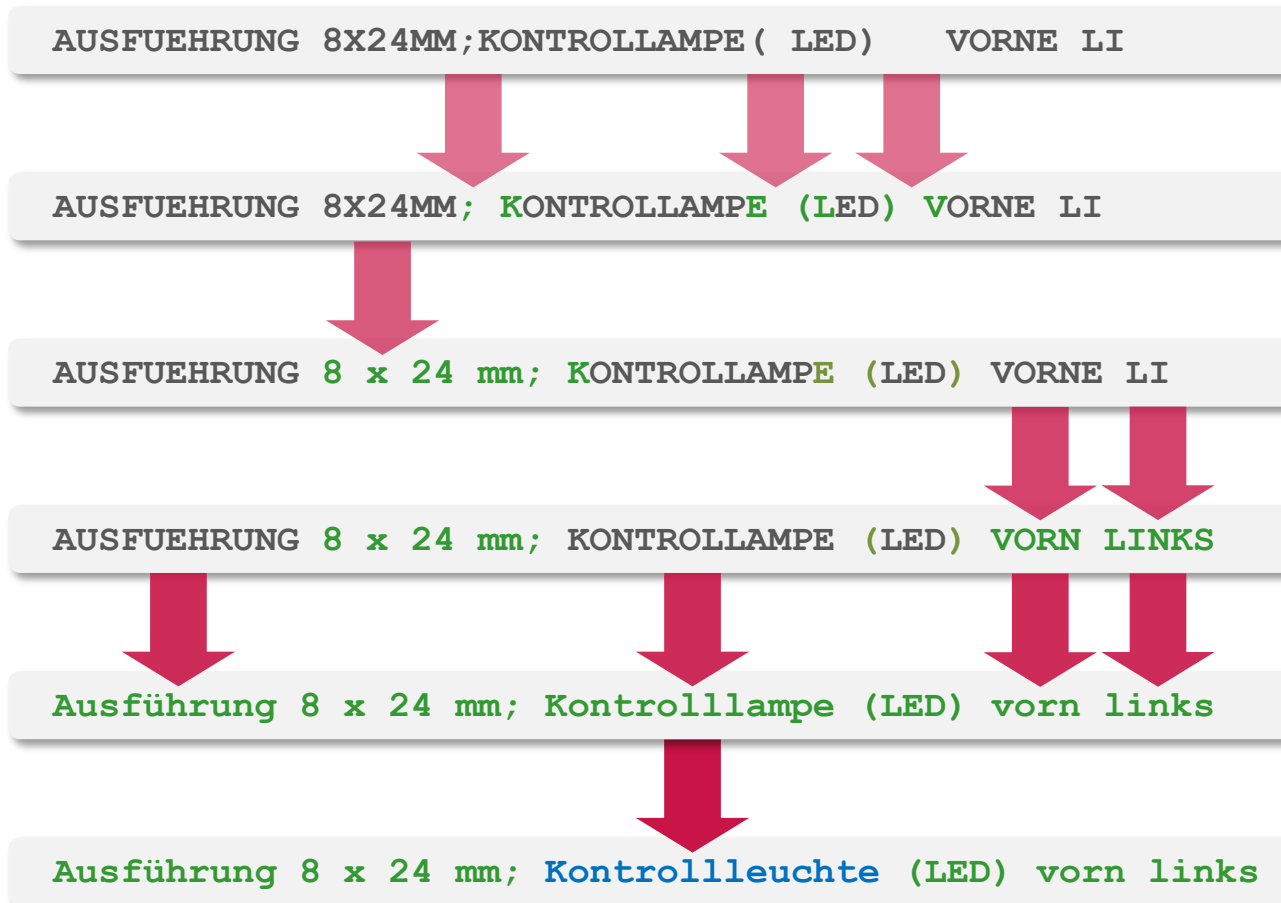 AUSFUEHRUNG 8X24MM;KONTROLLAMPE( LED)   VORNE LI
AUSFUEHRUNG 8X24MM; KONTROLLAMPE (LED) VORNE LI
AUSFUEHRUNG 8 x 24 mm; KONTROLLAMPE (LED) VORNE LI
AUSFUEHRUNG 8 x 24 mm; KONTROLLAMPE (LED) VORN LINKS
Ausführung 8 x 24 mm; Kontrolllampe (LED) vorn links
Ausführung 8 x 24 mm; Kontrollleuchte (LED) vorn links